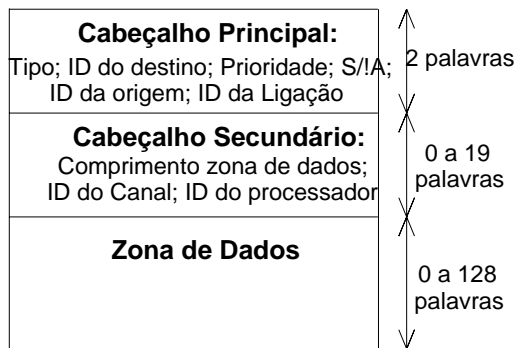 Cabeçalho Principal:
Tipo; ID do destino; Prioridade; S/!A;
ID da origem; ID da Ligação
2 palavras
Cabeçalho Secundário:
Comprimento zona de dados;
ID do Canal; ID do processador
0 a 19
palavras
Zona de Dados
0 a 128
palavras